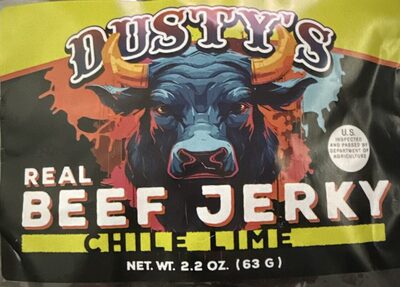 DUSTY'S
U.S.
INSPECTED
AND PASSED BY
DEPARTMENT OF
AGRICULTURE
REAL
BEEF JERKY
CHILE LIME
NET. WT. 2.2 OZ. (63 G)